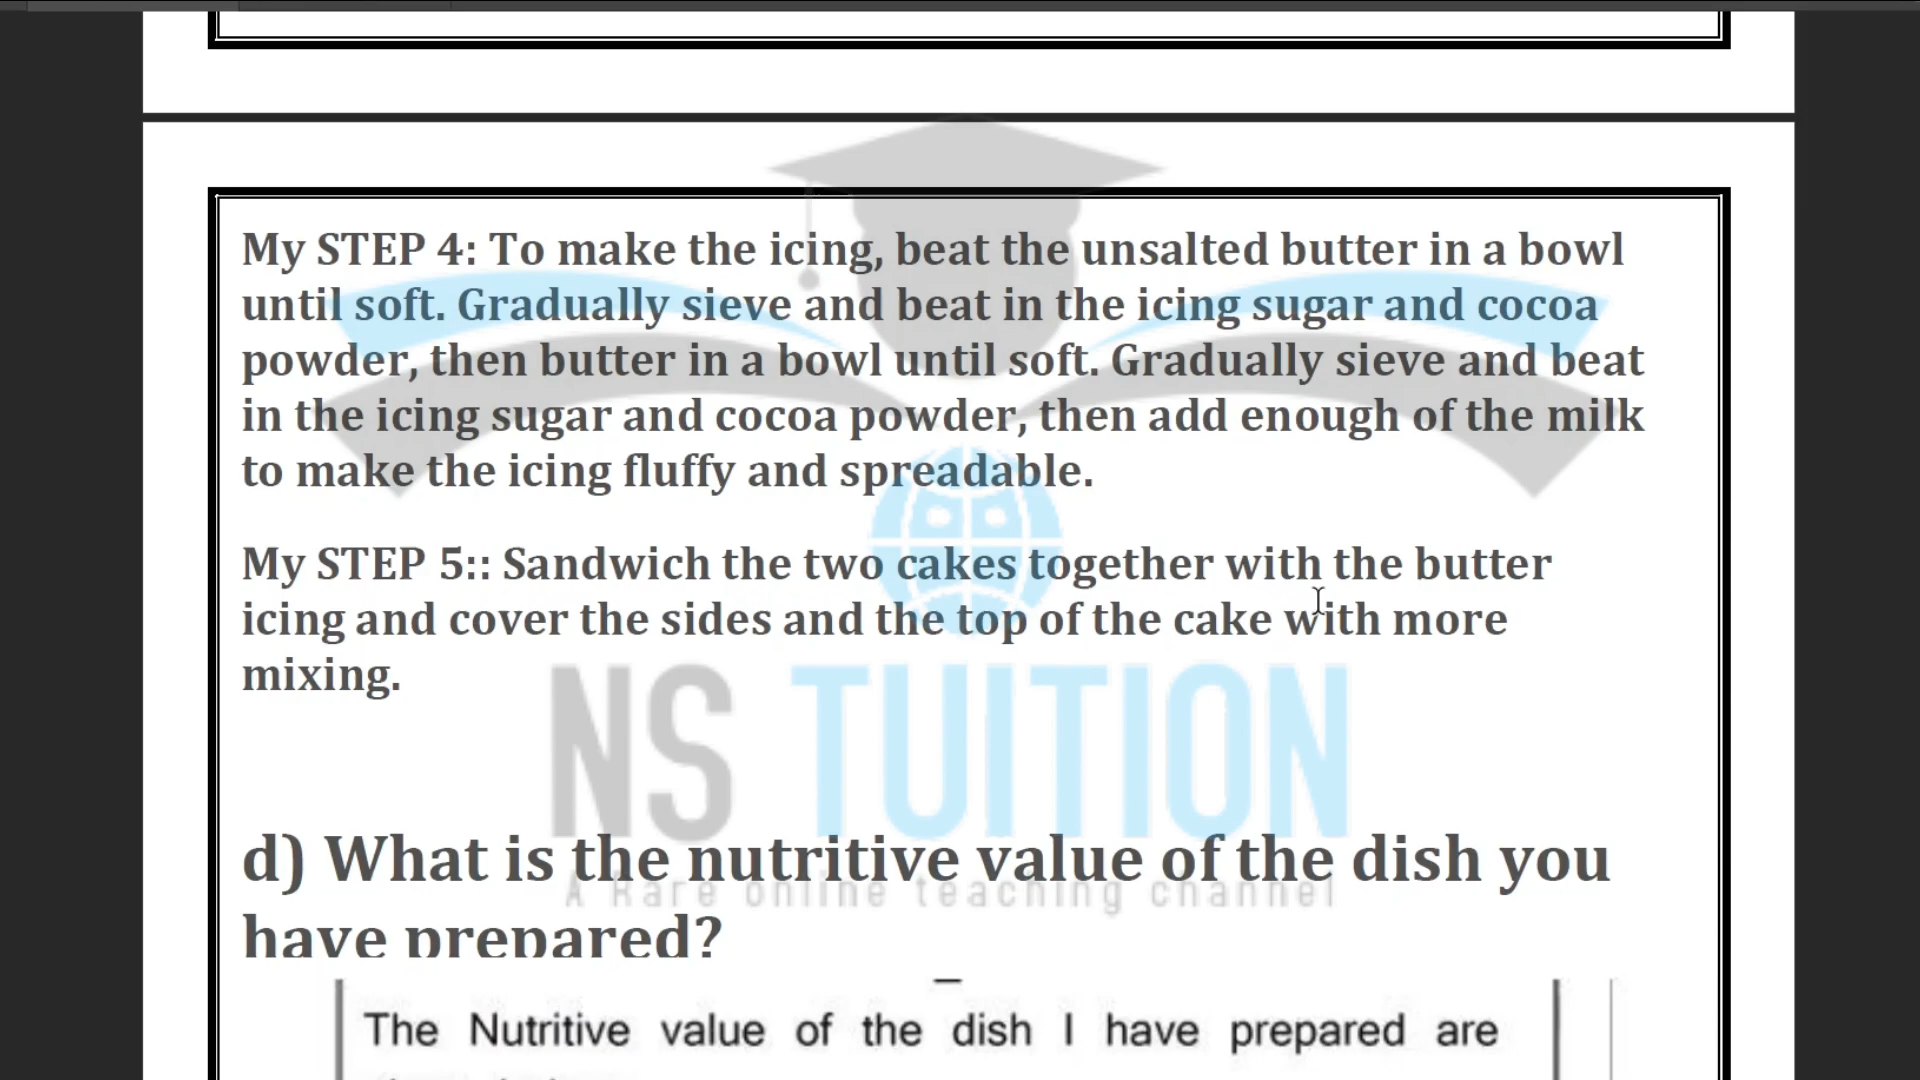 My STEP 4: To make the icing, beat the unsalted butter in a bowl
until soft. Gradually sieve and beat in the icing sugar and cocoa
powder, then butter in a bowl until soft. Gradually sieve and beat
in the icing sugar and cocoa powder, then add enough of the milk
to make the icing fluffy and spreadable.
My STEP 5:: Sandwich the two cakes together with the butter
icing and cover the sides and the top of the cake with more
mixing.
NS TUITION
d) What is the nutritive value of the dish you
A Rare online teaching channel
have prepared?
The Nutritive value of the dish I have prepared are